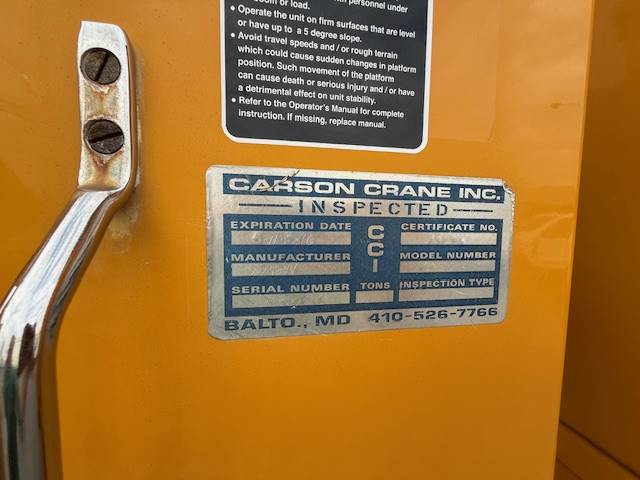 personnel under
or load.
• Operate the unit on firm surfaces that are level
or have up to a 5 degree slope.
• Avoid travel speeds and / or rough terrain
which could cause sudden changes in platform
position. Such movement of the platform
can cause death or serious injury and / or have
a detrimental effect on unit stability.
• Refer to the Operator's Manual for complete
instruction. If missing, replace manual.
CARSON CRANE INC.
INSPECTED
EXPIRATION DATE C CERTIFICATE NO.
MANUFACTURER C MODEL NUMBER
I
SERIAL NUMBER TONS INSPECTION TYPE
BALTO., MD 410-526-7766